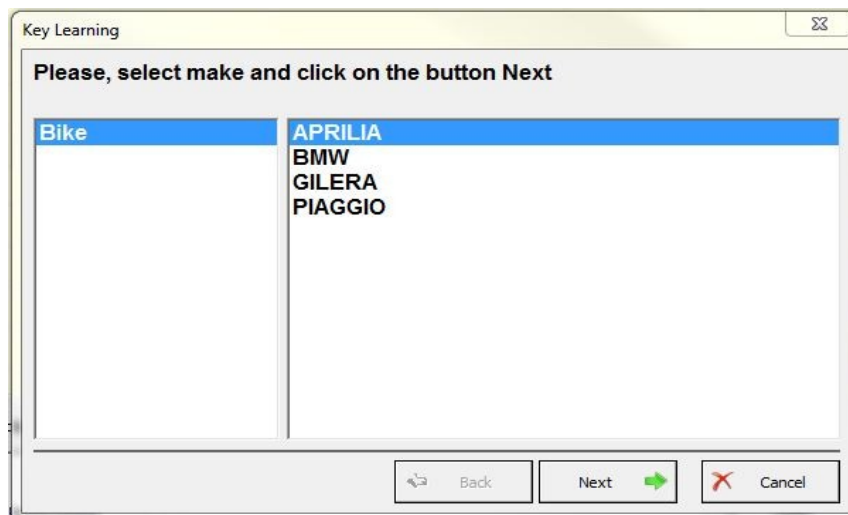 Key Learning
Please, select make and click on the button Next
Bike
APRILIA
BMW
GILERA
PIAGGIO
Back
Next
Cancel